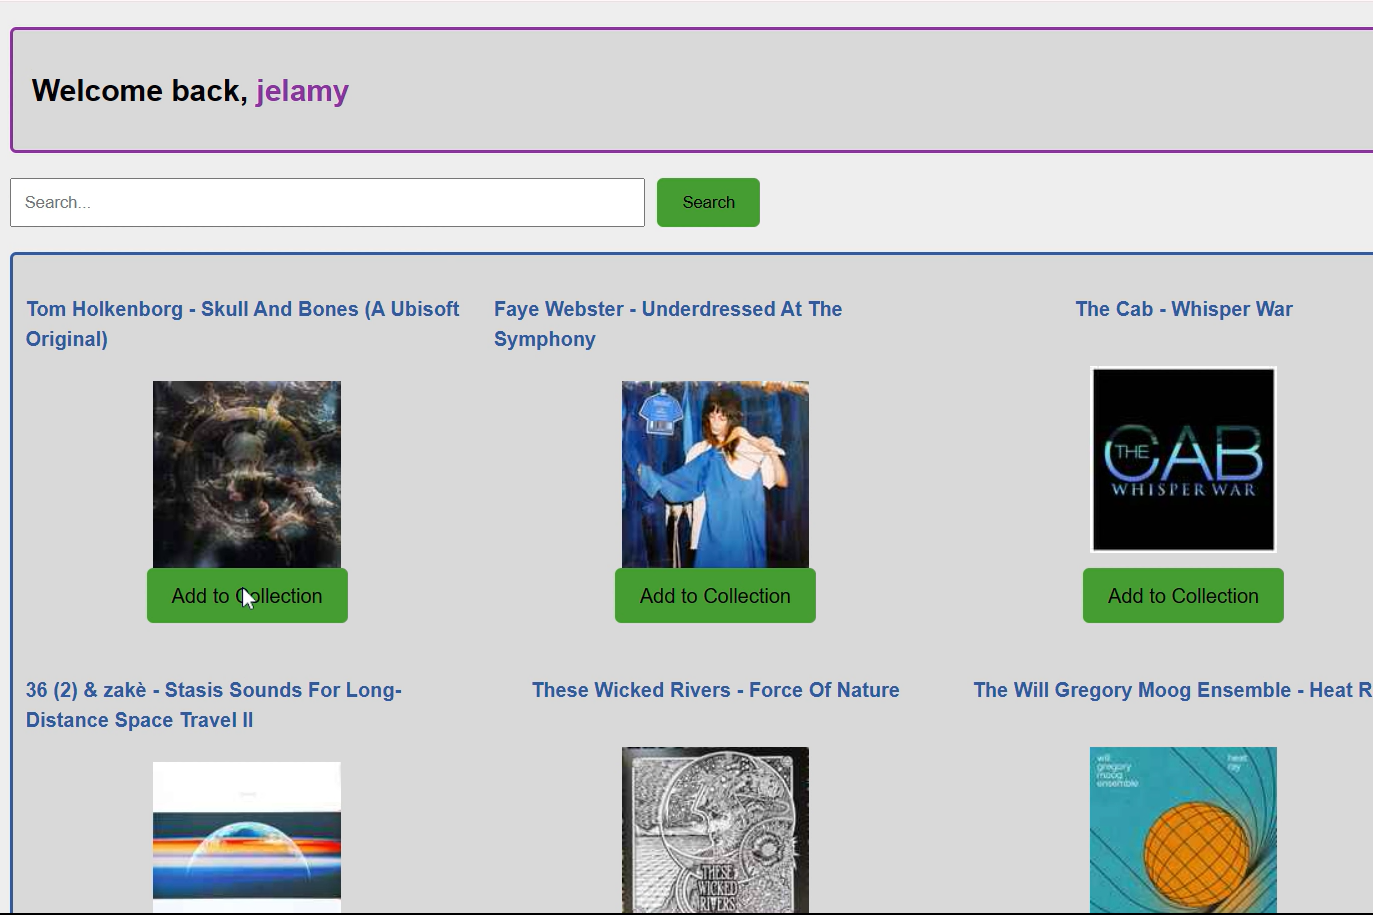 Welcome back, jelamy
Search...
Search
Tom Holkenborg - Skull And Bones (A Ubisoft
Original)
Faye Webster - Underdressed At The
Symphony
The Cab - Whisper War
THE CAB
WHISPER WAR
Add to Collection
Add to Collection
Add to Collection
36 (2) & zakè - Stasis Sounds For Long-
Distance Space Travel II
These Wicked Rivers - Force Of Nature
The Will Gregory Moog Ensemble - Heat R
THESE
WICKED
RIVERS
will
gregory
moog
ensemble
heat
ray